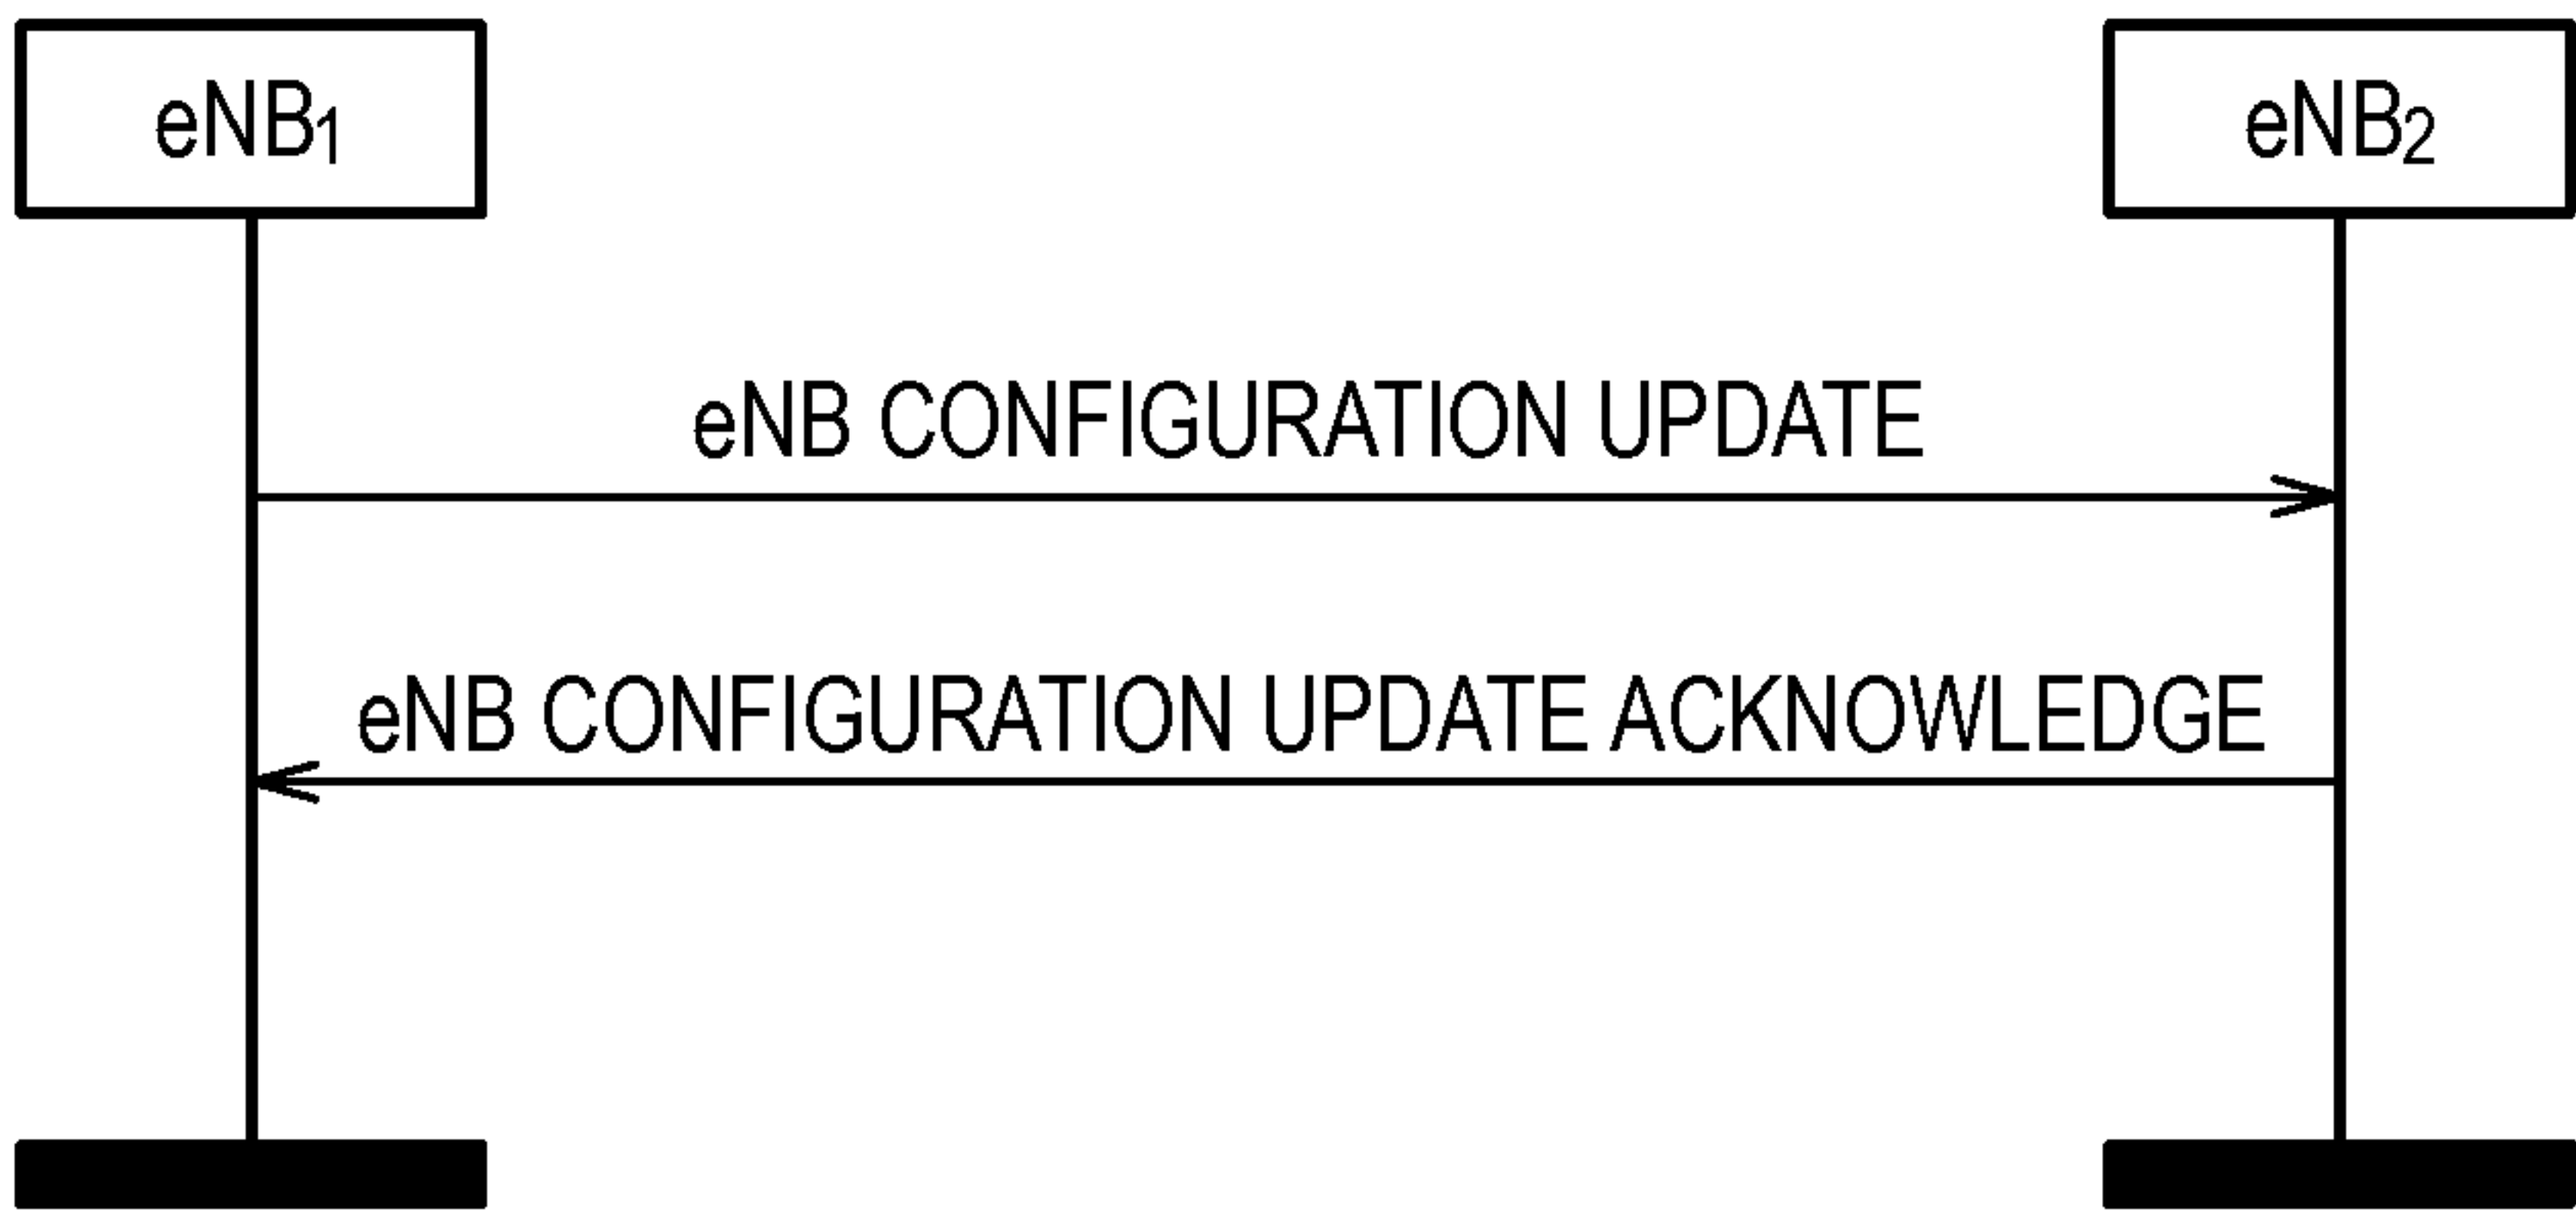 eNB1
eNB2
eNB CONFIGURATION UPDATE
eNB CONFIGURATION UPDATE ACKNOWLEDGE